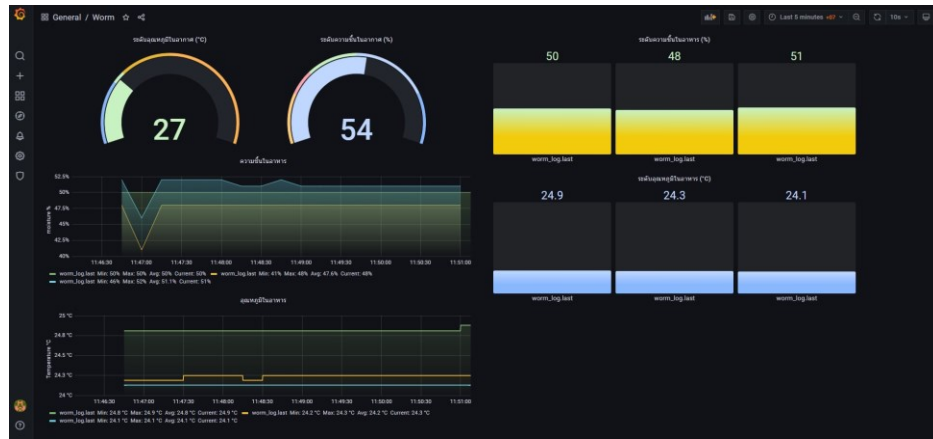 General / Worm
Last 5 minutes +07
10s
ระดับอุณหภูมิในอากาศ (°C)
27
ระดับความชื้นในอากาศ (%)
54
ระดับความชื้นในอาหาร (%)
50 48 51
worm_log.last worm_log.last worm_log.last
ความชื้นในอาหาร
moisture %
52.5%
50%
47.5%
45%
42.5%
40%
11:46:30 11:47:00 11:47:30 11:48:00 11:48:30 11:49:00 11:49:30 11:50:00 11:50:30 11:51:00
worm_log.last Min: 50% Max: 50% Avg: 50% Current: 50% worm_log.last Min: 41% Max: 48% Avg: 47.6% Current: 48%
worm_log.last Min: 46% Max: 52% Avg: 51.1% Current: 51%
ระดับอุณหภูมิในอาหาร (°C)
24.9 24.3 24.1
worm_log.last worm_log.last worm_log.last
อุณหภูมิในอาหาร
Temperature °C
25 °C
24.8 °C
24.5 °C
24.3 °C
24 °C
11:46:30 11:47:00 11:47:30 11:48:00 11:48:30 11:49:00 11:49:30 11:50:00 11:50:30 11:51:00
worm_log.last Min: 24.8 °C Max: 24.9 °C Avg: 24.8 °C Current: 24.9 °C worm_log.last Min: 24.2 °C Max: 24.3 °C Avg: 24.2 °C Current: 24.3 °C
worm_log.last Min: 24.1 °C Max: 24.1 °C Avg: 24.1 °C Current: 24.1 °C